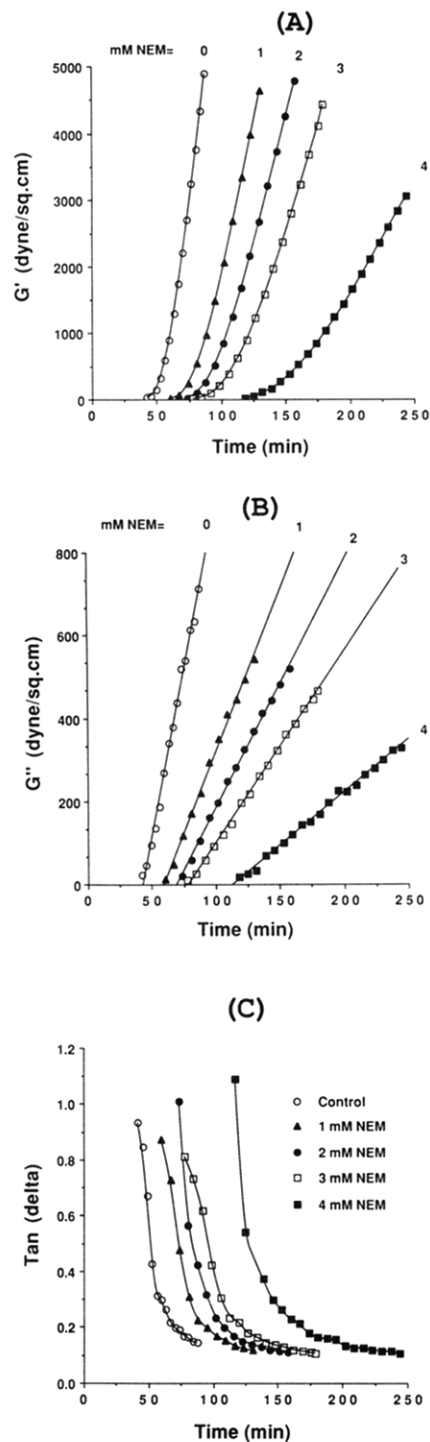 (A)
mM NEM= 0 1 2 3 4
5000
4000
3000
2000
1000
0
G' (dyne/sq.cm)
0 50 100 150 200 250
Time (min)
(B)
mM NEM= 0 1 2 3 4
800
600
400
200
0
G'' (dyne/sq.cm)
0 50 100 150 200 250
Time (min)
(C)
1.2
1.0
0.8
0.6
0.4
0.2
0.0
Tan (delta)
Control
1 mM NEM
2 mM NEM
3 mM NEM
4 mM NEM
0 50 100 150 200 250
Time (min)